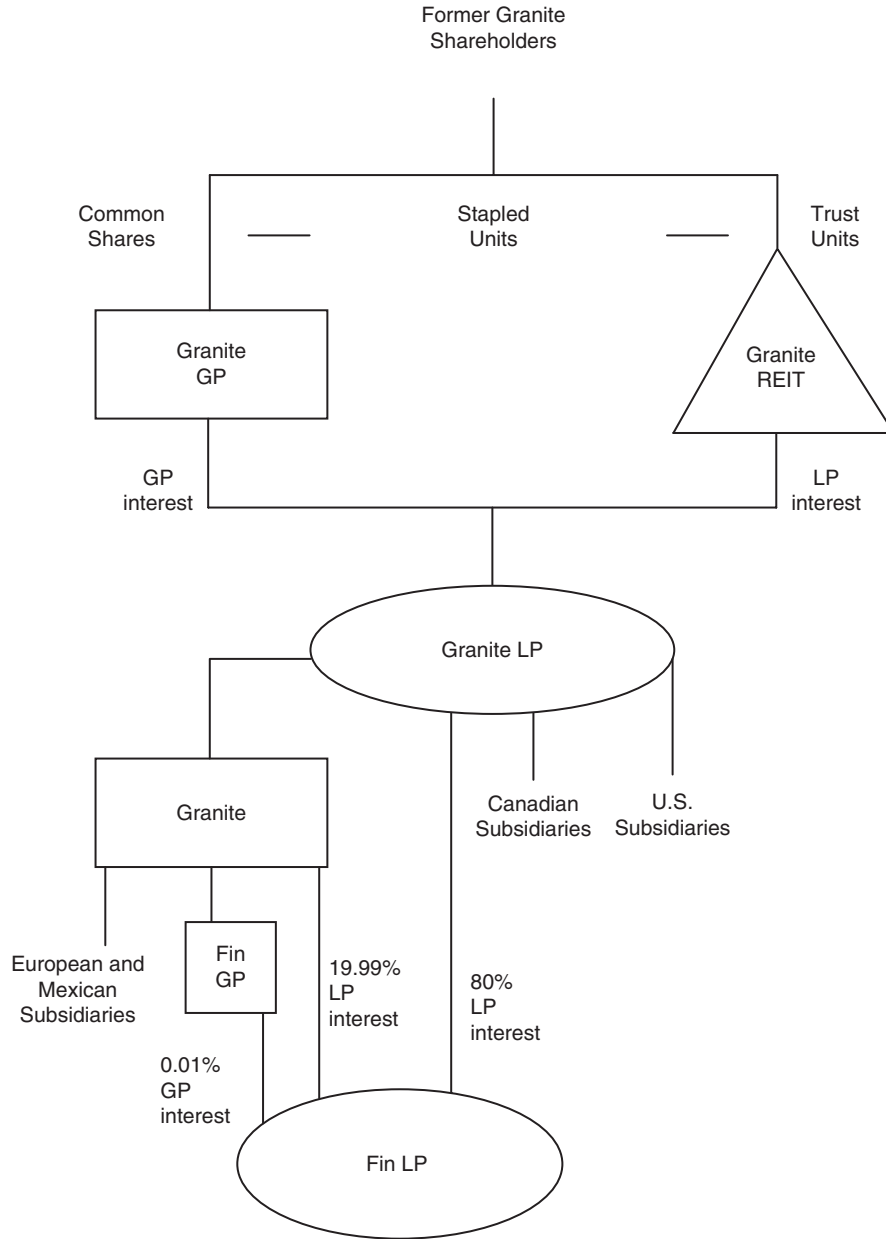 Former Granite
Shareholders
Common
Shares
Stapled
Units
Trust
Units
Granite
GP
Granite
REIT
GP
interest
LP
interest
Granite LP
Granite
Canadian
Subsidiaries
U.S.
Subsidiaries
European and
Mexican
Subsidiaries
Fin
GP
19.99%
LP
interest
80%
LP
interest
0.01%
GP
interest
Fin LP